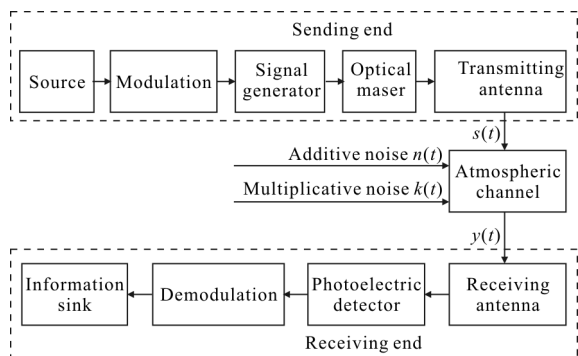 Sending end
Source
Modulation
Signal
generator
Optical
maser
Transmitting
antenna
s(t)
Additive noise n(t)
Multiplicative noise k(t)
Atmospheric
channel
y(t)
Information
sink
Demodulation
Photoelectric
detector
Receiving
antenna
Receiving end